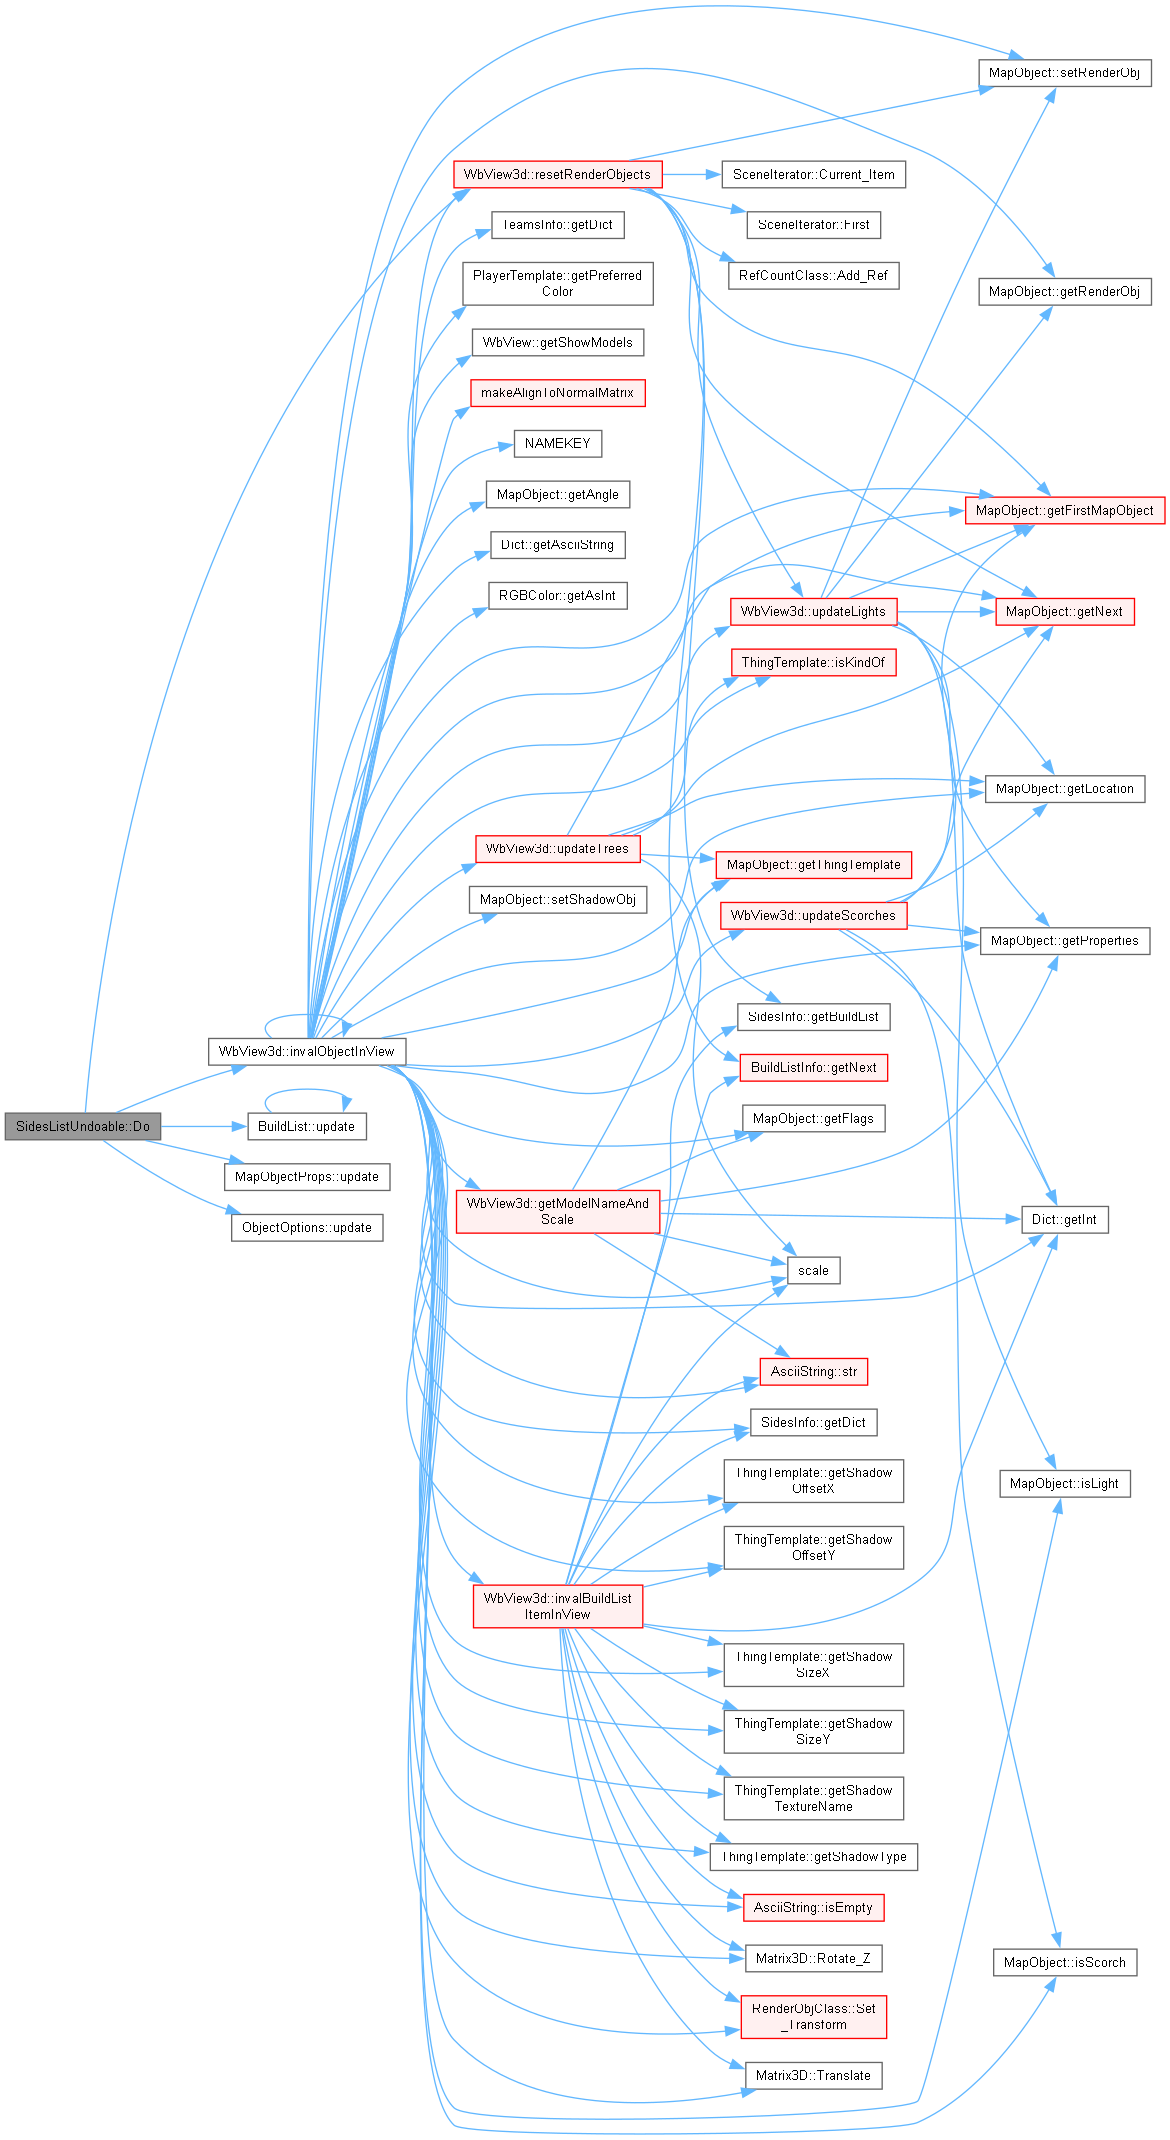 MapObject::setRenderObj
WbView3d::resetRenderObjects
SceneIterator::Current_Item
TeamsInfo::getDict
SceneIterator::First
PlayerTemplate::getPreferred
Color
RefCountClass::Add_Ref
MapObject::getRenderObj
WbView::getShowModels
makeAlignToNormalMatrix
NAMEKEY
MapObject::getAngle
MapObject::getFirstMapObject
Dict::getAsciiString
RGBColor::getAsInt
WbView3d::updateLights
MapObject::getNext
ThingTemplate::isKindOf
MapObject::getLocation
WbView3d::updateTrees
MapObject::getThingTemplate
MapObject::setShadowObj
WbView3d::updateScorches
MapObject::getProperties
SidesInfo::getBuildList
WbView3d::invalObjectInView
BuildListInfo::getNext
SidesListUndoable::Do
BuildList::update
MapObject::getFlags
MapObjectProps::update
WbView3d::getModelNameAnd
Scale
ObjectOptions::update
Dict::getInt
scale
AsciiString::str
SidesInfo::getDict
ThingTemplate::getShadow
OffsetX
MapObject::isLight
ThingTemplate::getShadow
OffsetY
WbView3d::invalBuildList
ItemInView
ThingTemplate::getShadow
SizeX
ThingTemplate::getShadow
SizeY
ThingTemplate::getShadow
TextureName
ThingTemplate::getShadowType
AsciiString::isEmpty
Matrix3D::Rotate_Z
MapObject::isScorch
RenderObjClass::Set
_Transform
Matrix3D::Translate